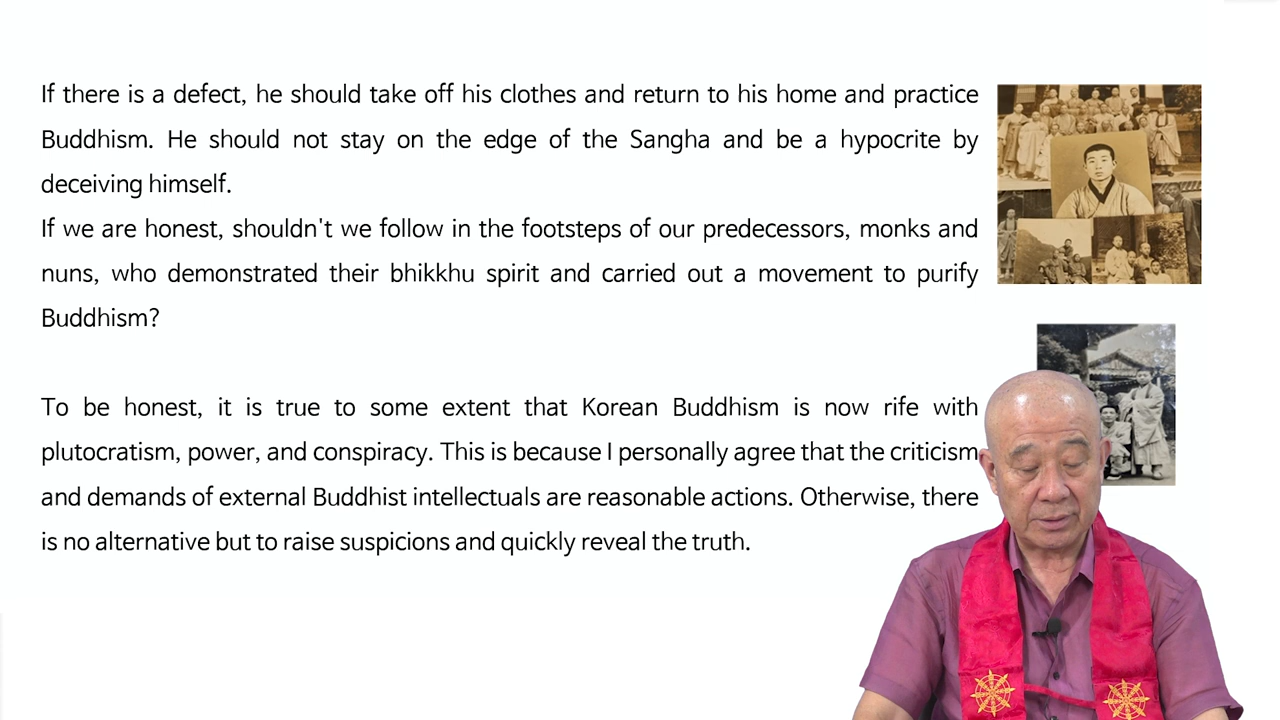 If there is a defect, he should take off his clothes and return to his home and practice
Buddhism. He should not stay on the edge of the Sangha and be a hypocrite by
deceiving himself.
If we are honest, shouldn't we follow in the footsteps of our predecessors, monks and
nuns, who demonstrated their bhikkhu spirit and carried out a movement to purify
Buddhism?
To be honest, it is true to some extent that Korean Buddhism is now rife with
plutocratism, power, and conspiracy. This is because I personally agree that the criticism
and demands of external Buddhist intellectuals are reasonable actions. Otherwise, there
is no alternative but to raise suspicions and quickly reveal the truth.